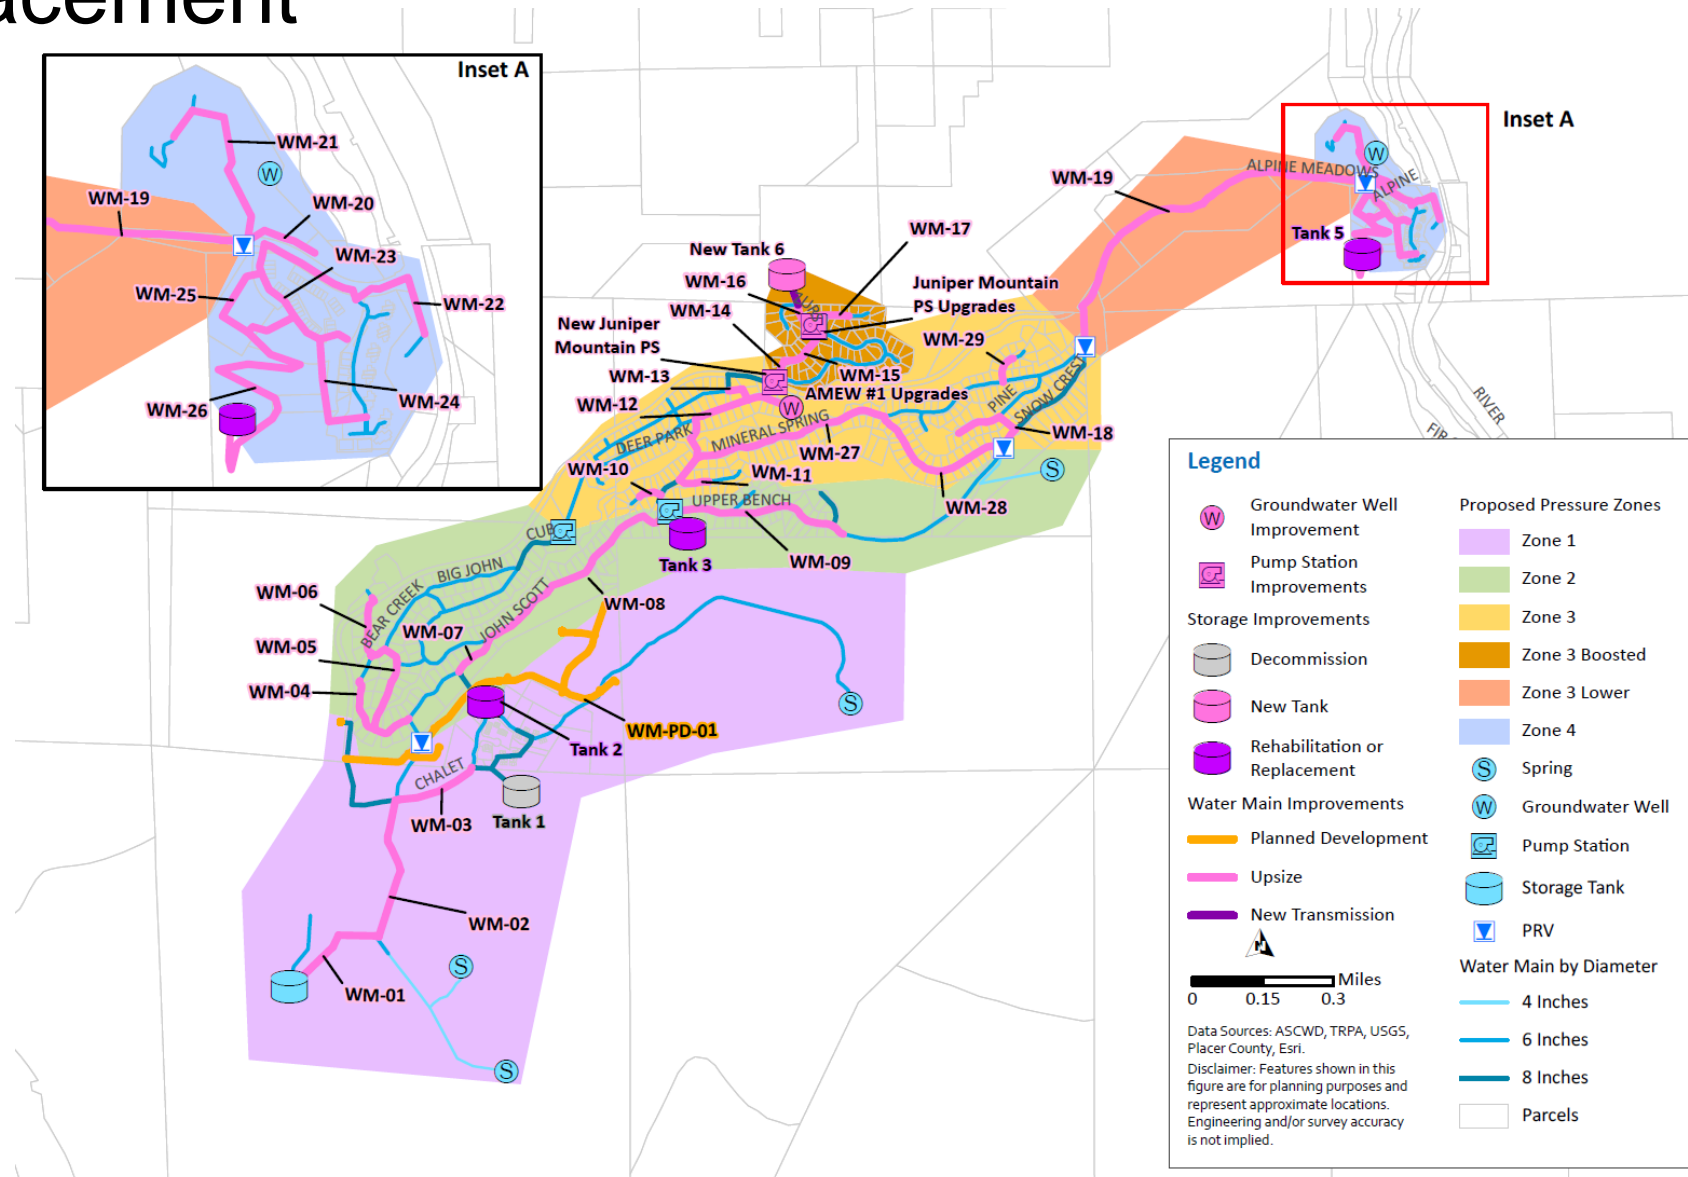 acement
Inset A
WM-21
W
WM-19
WM-20
WM-23
WM-25
WM-22
WM-26
WM-24
Inset A
ALPINE MEADOWS
W
ALPINE
WM-19
Tank 5
WM-17
New Tank 6
WM-16
Juniper Mountain
PS Upgrades
WM-14
New Juniper
Mountain PS
WM-29
WM-13
WM-15
AMEW #1 Upgrades
WM-12
W
PINE
SNOW CREST
RIVER
DEER PARK
MINERAL SPRING
WM-18
WM-27
WM-10
WM-11
S
UPPER BENCH
WM-28
CUB
Tank 3
WM-09
BIG JOHN
WM-06
BEAR CREEK
JOHN SCOTT
WM-08
WM-07
WM-05
WM-04
S
WM-PD-01
Tank 2
CHALET
WM-03
Tank 1
WM-02
S
WM-01
S
Legend
W
Groundwater Well
Improvement
Pump Station
Improvements
Storage Improvements
Decommission
New Tank
Rehabilitation or
Replacement
Water Main Improvements
Planned Development
Upsize
New Transmission
N
Miles
0 0.15 0.3
Data Sources: ASCWD, TRPA, USGS,
Placer County, Esri.
Disclaimer: Features shown in this
figure are for planning purposes and
represent approximate locations.
Engineering and/or survey accuracy
is not implied.
Proposed Pressure Zones
Zone 1
Zone 2
Zone 3
Zone 3 Boosted
Zone 3 Lower
Zone 4
S Spring
W Groundwater Well
Pump Station
Storage Tank
PRV
Water Main by Diameter
4 Inches
6 Inches
8 Inches
Parcels